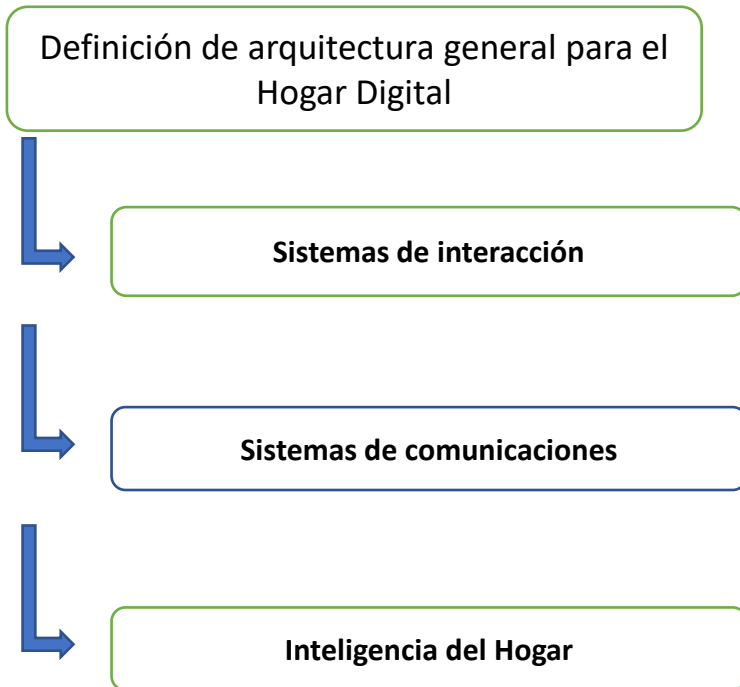 Definición de arquitectura general para el
Hogar Digital
Sistemas de interacción
Sistemas de comunicaciones
Inteligencia del Hogar